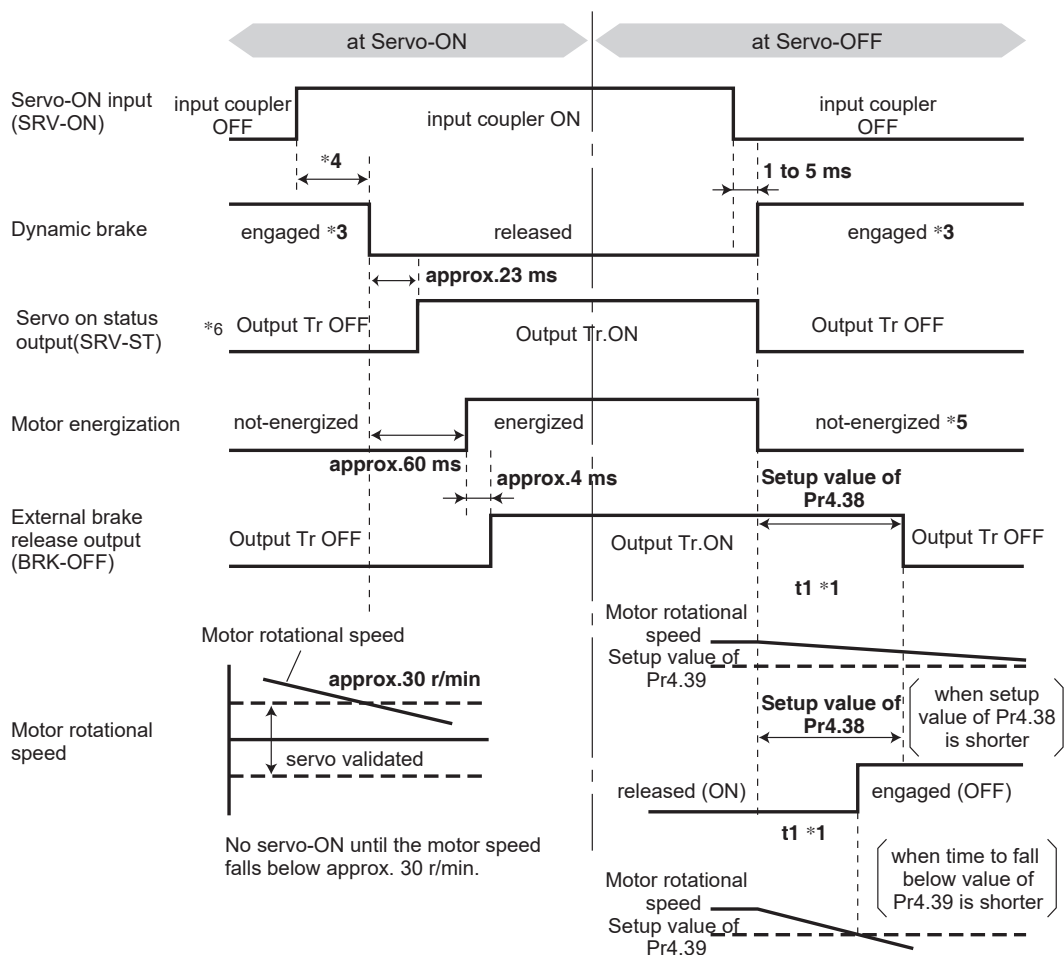 at Servo-ON
at Servo-OFF
Servo-ON input
(SRV-ON)
input coupler
OFF
input coupler ON
input coupler
OFF
*4
1 to 5 ms
Dynamic brake
engaged *3
released
engaged *3
approx.23 ms
Servo on status
output(SRV-ST)
*6
Output Tr OFF
Output Tr.ON
Output Tr OFF
Motor energization
not-energized
energized
not-energized *5
approx.60 ms
approx.4 ms
Setup value of
Pr4.38
External brake
release output
(BRK-OFF)
Output Tr OFF
Output Tr.ON
Output Tr OFF
t1 *1
Motor rotational
speed
Setup value of
Pr4.39
Motor rotational speed
approx.30 r/min
Motor rotational
speed
servo validated
Setup value of
Pr4.38
when setup
value of Pr4.38
is shorter
released (ON)
engaged (OFF)
t1 *1
No servo-ON until the motor speed
falls below approx. 30 r/min.
when time to fall
below value of
Pr4.39 is shorter
Motor rotational
speed
Setup value of
Pr4.39